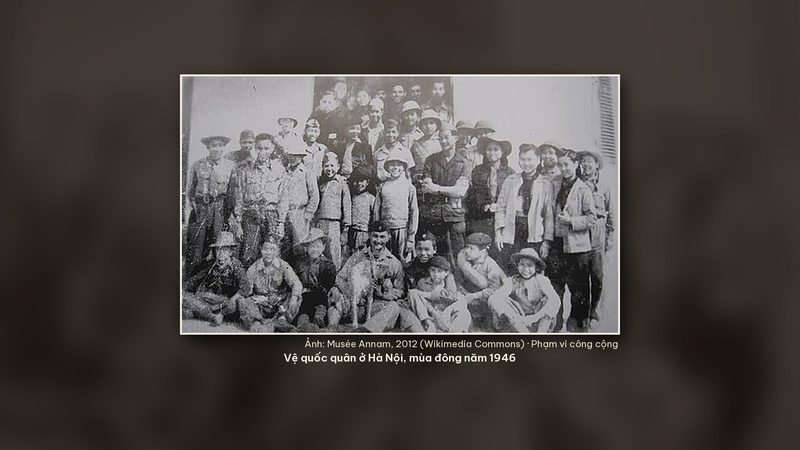 Ảnh: Musée Annam, 2012 (Wikimedia Commons) · Phạm vi công cộng
Vệ quốc quân ở Hà Nội, mùa đông năm 1946